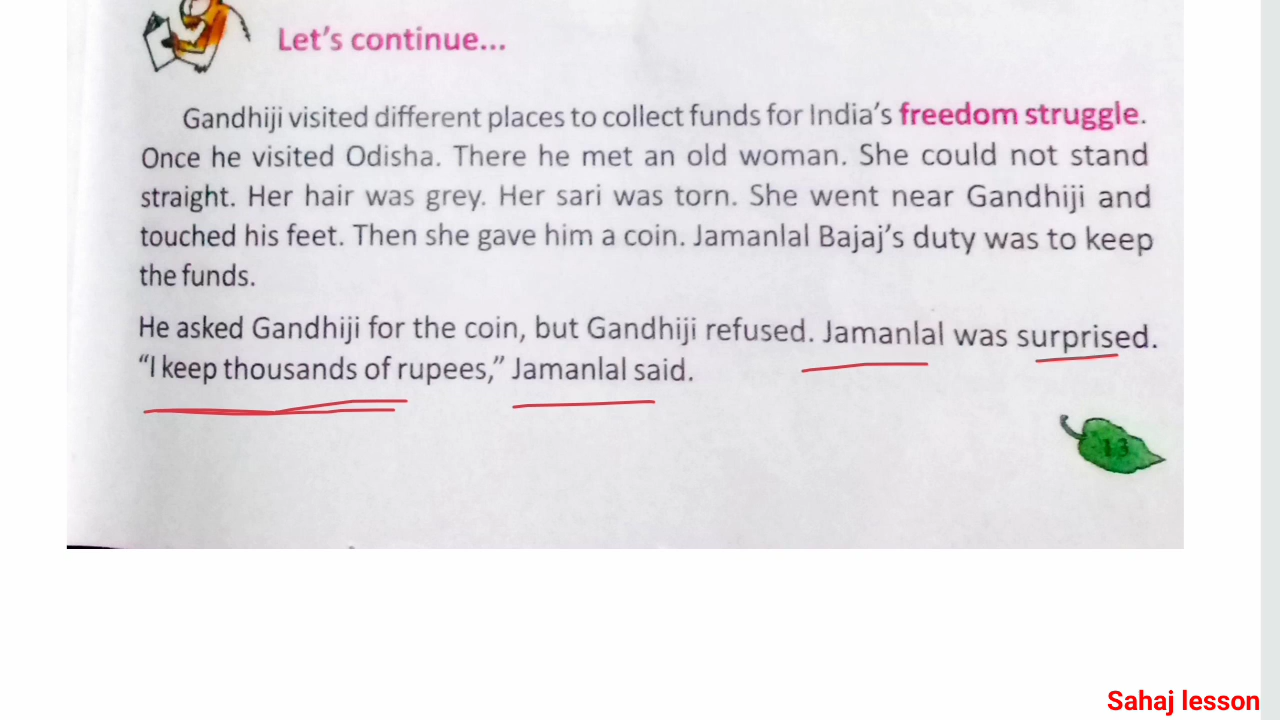 Let's continue...
Gandhiji visited different places to collect funds for India's freedom struggle.
Once he visited Odisha. There he met an old woman. She could not stand
straight. Her hair was grey. Her sari was torn. She went near Gandhiji and
touched his feet. Then she gave him a coin. Jamanlal Bajaj's duty was to keep
the funds.
He asked Gandhiji for the coin, but Gandhiji refused. Jamanlal was surprised.
“I keep thousands of rupees,” Jamanlal said.
13
Sahaj lesson